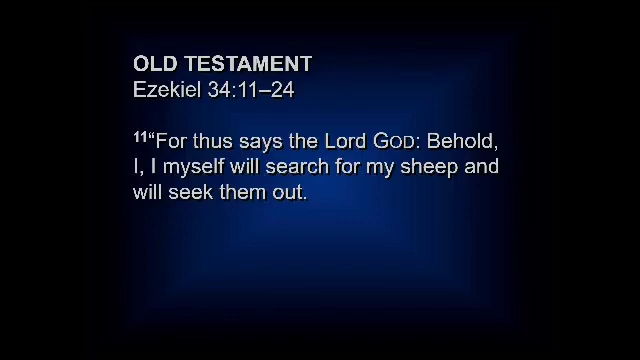 OLD TESTAMENT
Ezekiel 34:11–24
11“For thus says the Lord GOD: Behold,
I, I myself will search for my sheep and
will seek them out.